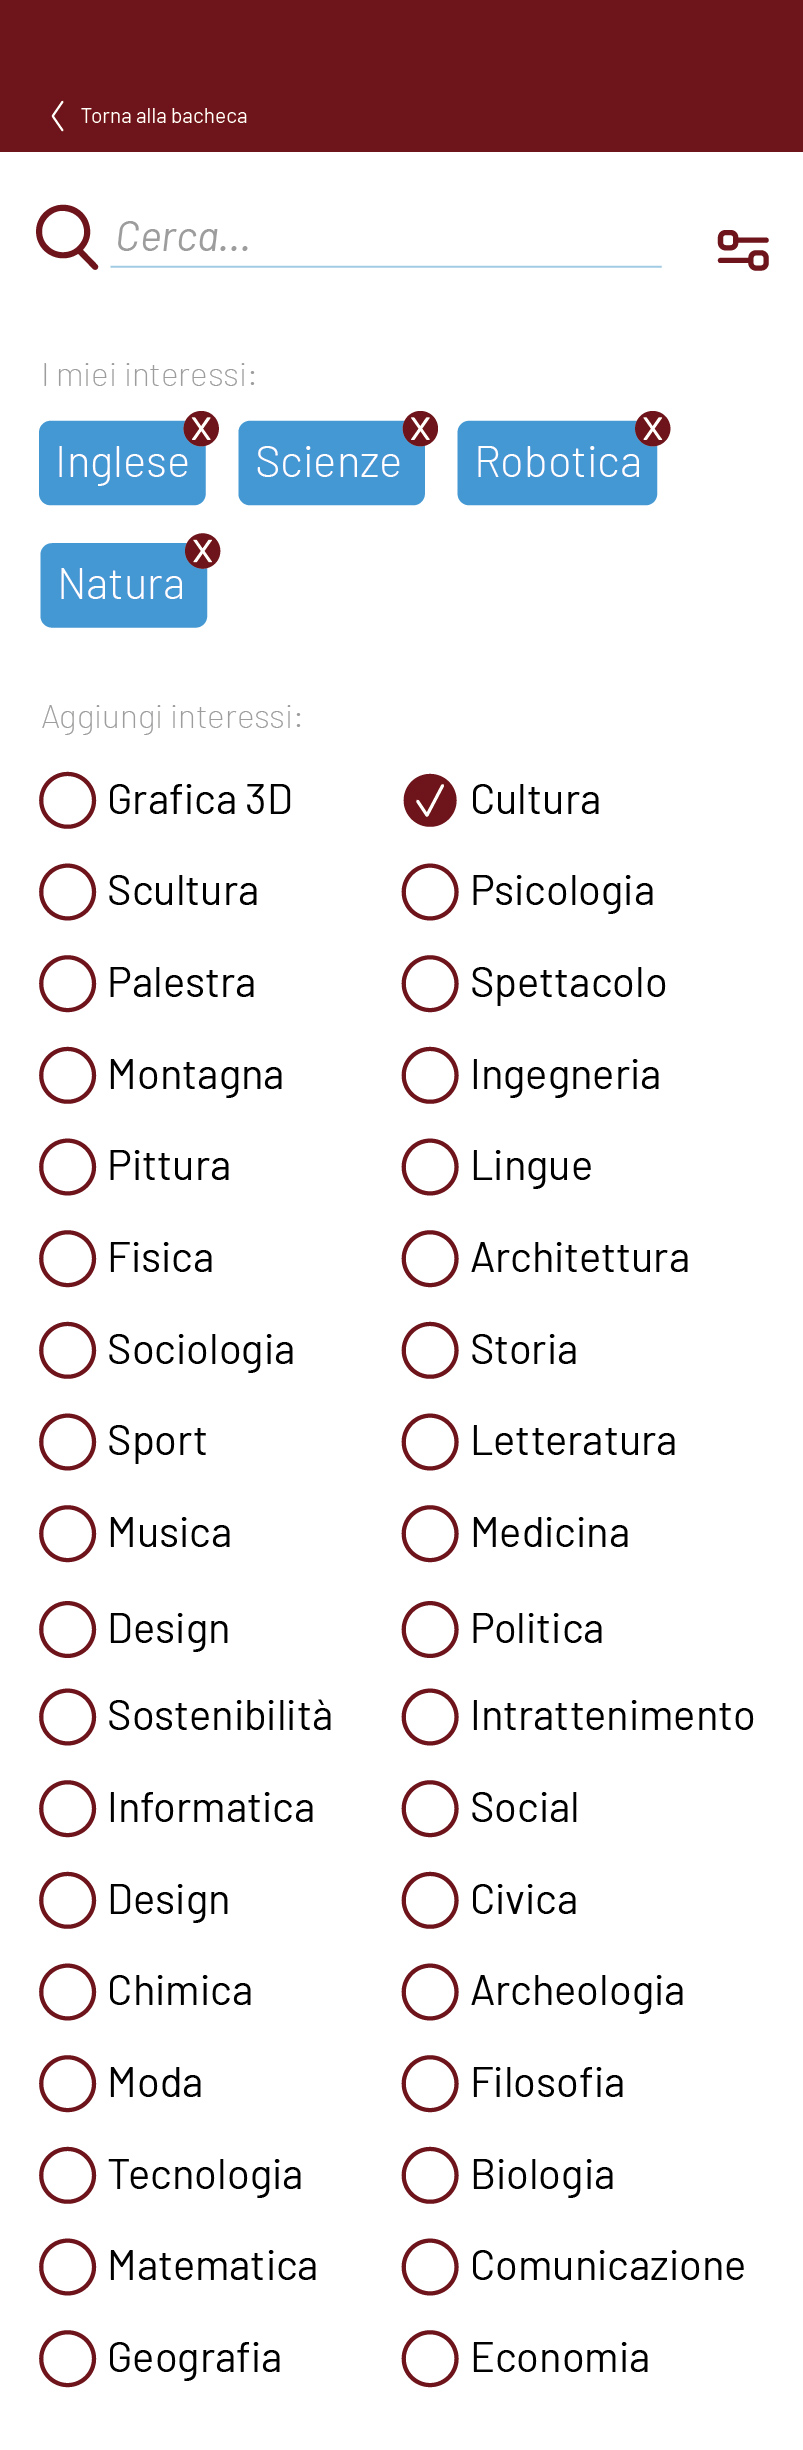 Torna alla bacheca
Cerca...
I miei interessi:
Inglese X Scienze X Robotica X
Natura X
Aggiungi interessi:
Grafica 3D Cultura
Scultura Psicologia
Palestra Spettacolo
Montagna Ingegneria
Pittura Lingue
Fisica Architettura
Sociologia Storia
Sport Letteratura
Musica Medicina
Design Politica
Sostenibilità Intrattenimento
Informatica Social
Design Civica
Chimica Archeologia
Moda Filosofia
Tecnologia Biologia
Matematica Comunicazione
Geografia Economia